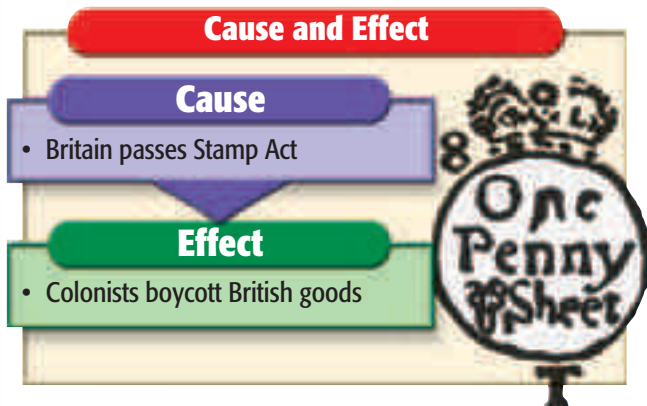 Cause and Effect
Cause
• Britain passes Stamp Act
Effect
• Colonists boycott British goods
One
Penny
Sheet